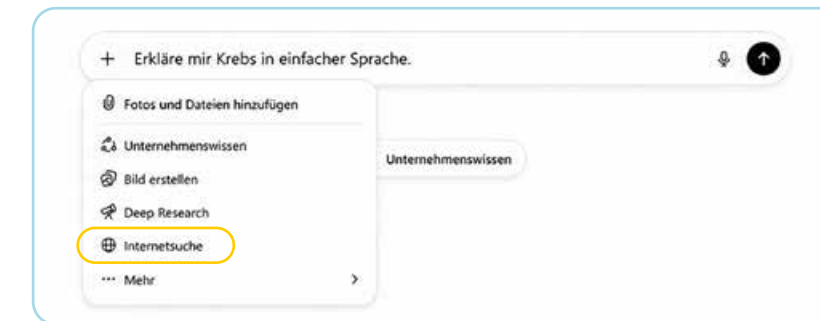 Erkläre mir Krebs in einfacher Sprache.
Fotos und Dateien hinzufügen
Unternehmenswissen
Unternehmenswissen
Bild erstellen
Deep Research
Internetsuche
Mehr